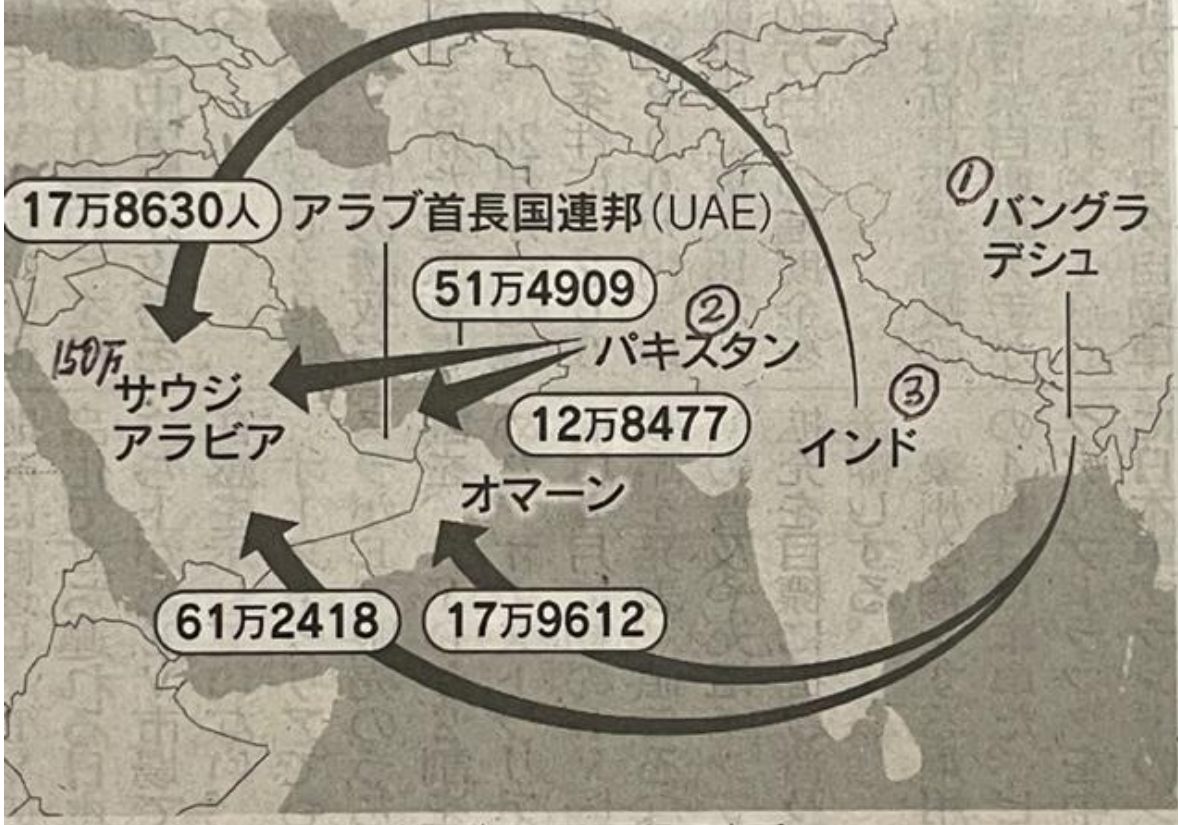 17万8630人
アラブ首長国連邦(UAE)
①
バングラ
デシュ
51万4909
②
パキスタン
150万
サウジ
アラビア
12万8477
③
インド
オマーン
61万2418
17万9612